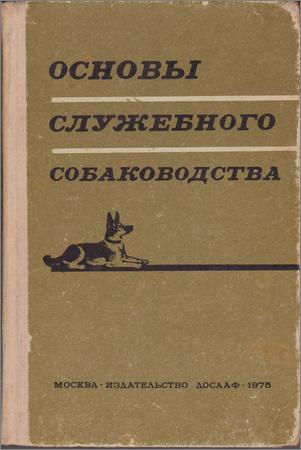 ОСНОВЫ
СЛУЖЕБНОГО
СОБАКОВОДСТВА
МОСКВА · ИЗДАТЕЛЬСТВО ДОСААФ · 1975